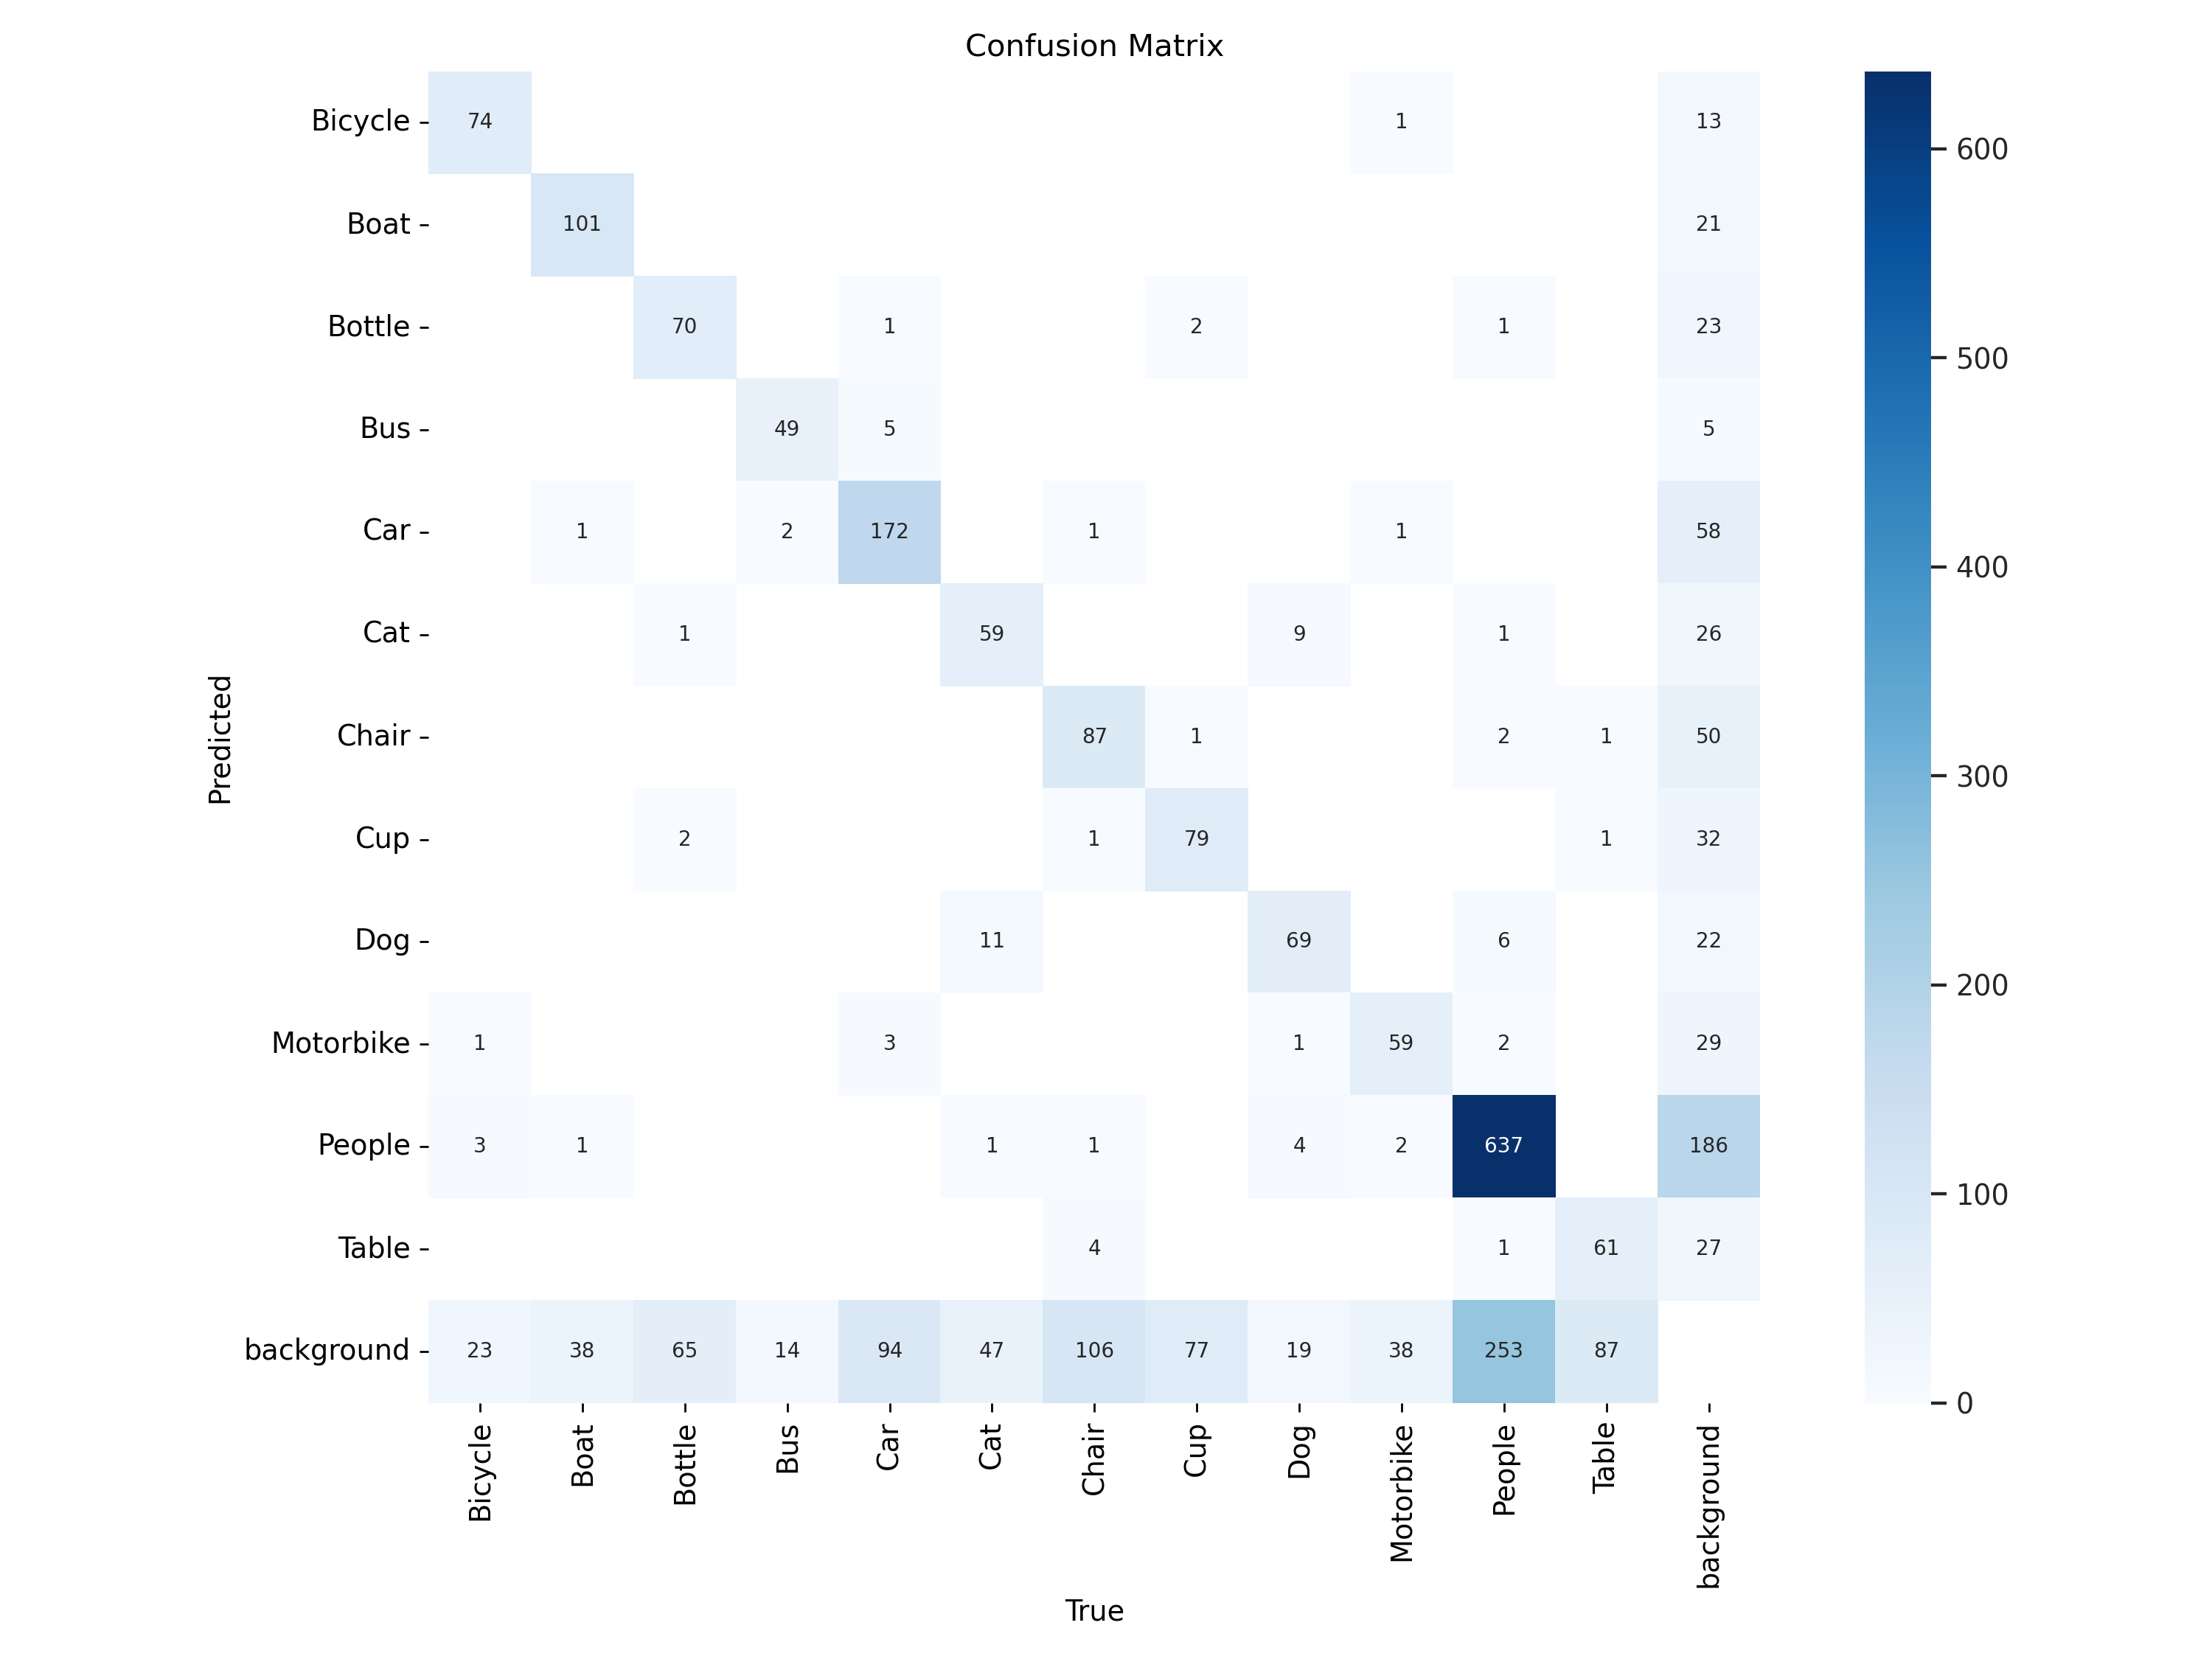 Confusion Matrix
Bicycle 74 1 13
Boat 101 21
Bottle 70 1 2 1 23
Bus 49 5 5
Car 1 2 172 1 1 58
Cat 1 59 9 1 26
Chair 87 1 2 1 50
Cup 2 1 79 1 32
Dog 11 69 6 22
Motorbike 1 3 1 59 2 29
People 3 1 1 1 4 2 637 186
Table 4 1 61 27
background 23 38 65 14 94 47 106 77 19 38 253 87
Predicted
Bicycle Boat Bottle Bus Car Cat Chair Cup Dog Motorbike People Table background
True
600
500
400
300
200
100
0